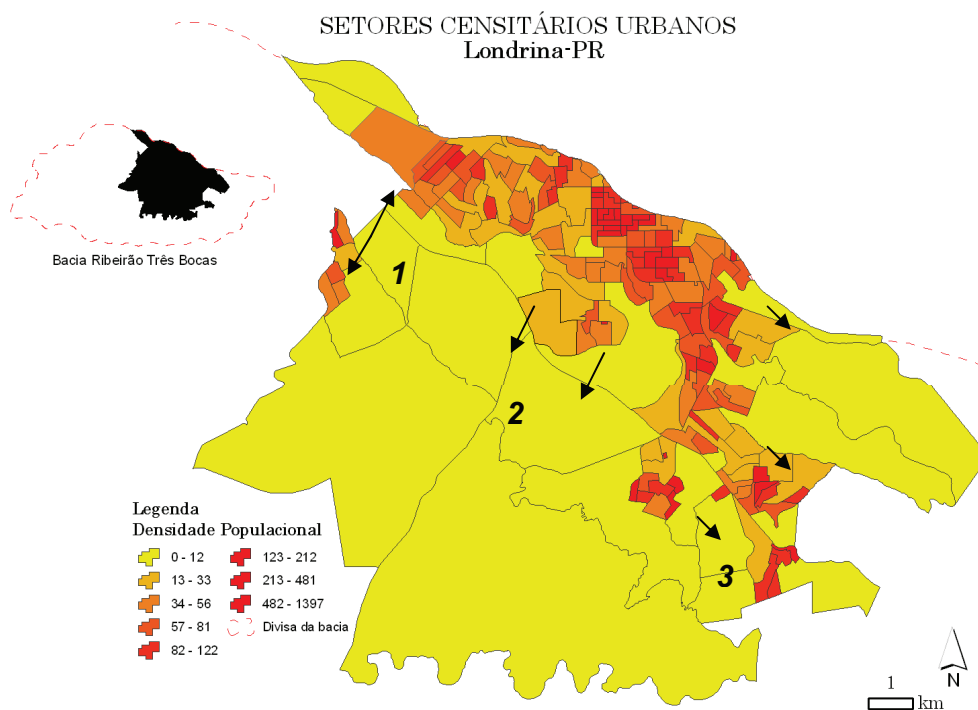 SETORES CENSITÁRIOS URBANOS
Londrina-PR
Bacia Ribeirão Três Bocas
1
2
3
Legenda
Densidade Populacional
0 - 12
13 - 33
34 - 56
57 - 81
82 - 122
123 - 212
213 - 481
482 - 1397
Divisa da bacia
1
km
N